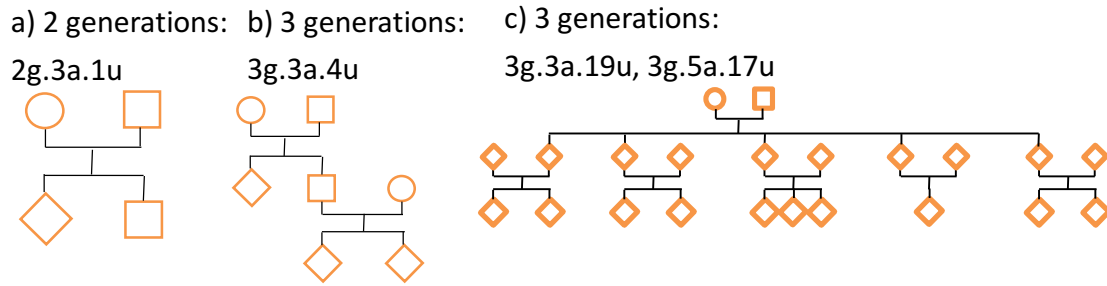 a) 2 generations:
2g.3a.1u
b) 3 generations:
3g.3a.4u
c) 3 generations:
3g.3a.19u, 3g.5a.17u